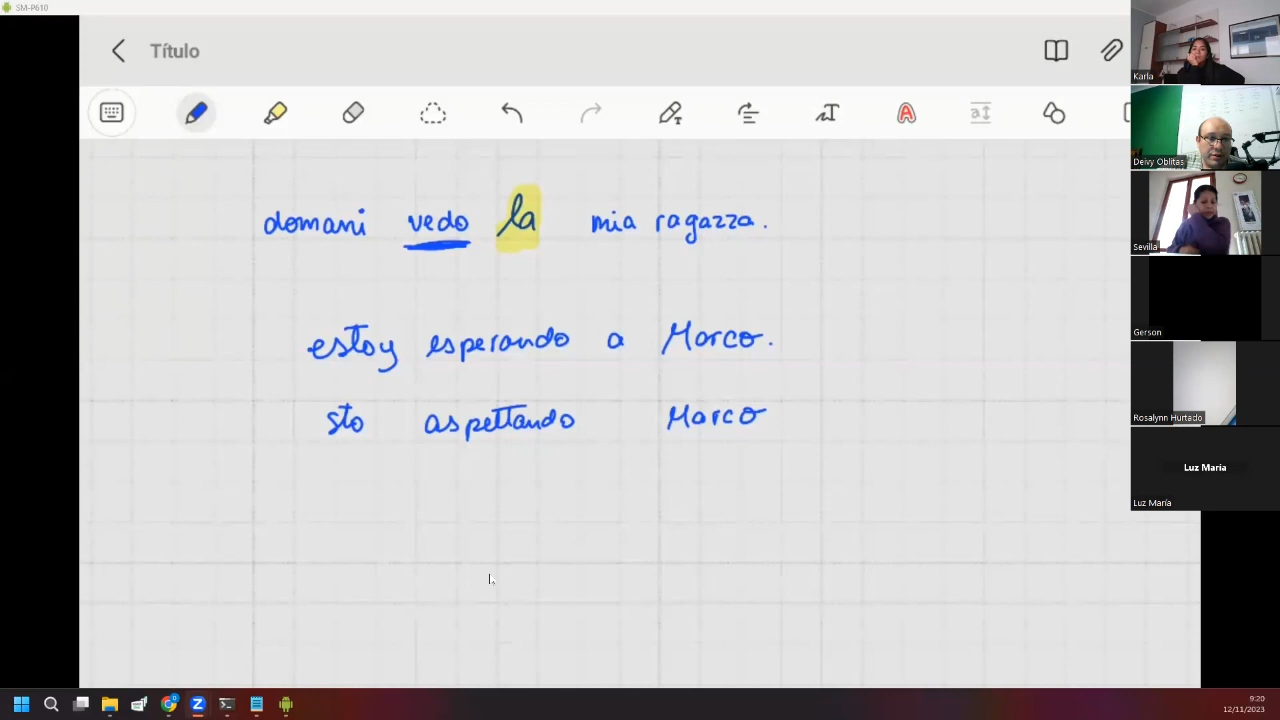 SM-P610
Título
domani vedo la mia ragazza.
estoy esperando a Marco.
sto aspettando Marco
Karla
Deivy Oblitas
Sevilla
Gerson
Rosalynn Hurtado
Luz María
Luz María
9:20
12/11/2023